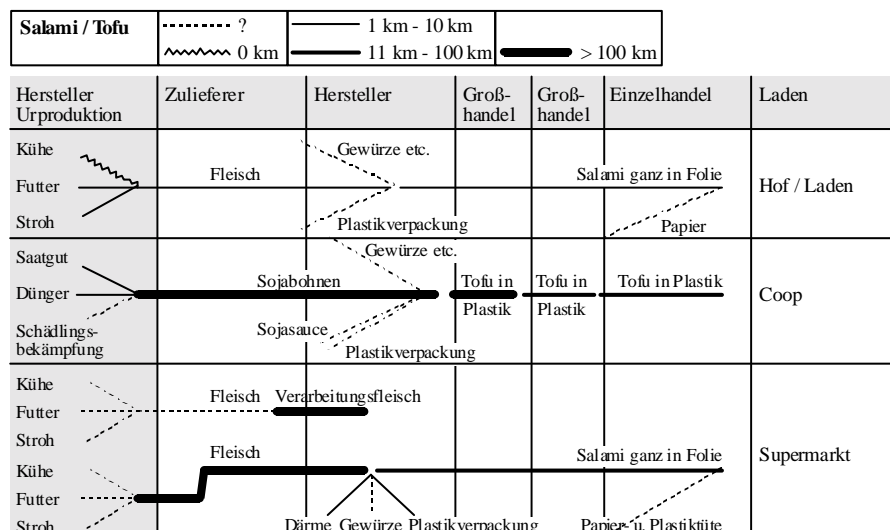 Salami / Tofu
?
1 km - 10 km
0 km
11 km - 100 km
> 100 km
Hersteller Urproduktion
Zulieferer
Hersteller
Groß-
handel
Groß-
handel
Einzelhandel
Laden
Kühe
Gewürze etc.
Futter
Fleisch
Salami ganz in Folie
Hof / Laden
Stroh
Plastikverpackung
Papier
Saatgut
Gewürze etc.
Dünger
Sojabohnen
Tofu in
Plastik
Tofu in
Plastik
Tofu in Plastik
Coop
Schädlings-
bekämpfung
Sojasauce
Plastikverpackung
Kühe
Futter
Fleisch
Verarbeitungsfleisch
Stroh
Kühe
Fleisch
Salami ganz in Folie
Supermarkt
Futter
Stroh
Därme
Gewürze
Plastikverpackung
Papier- u. Plastiktüte